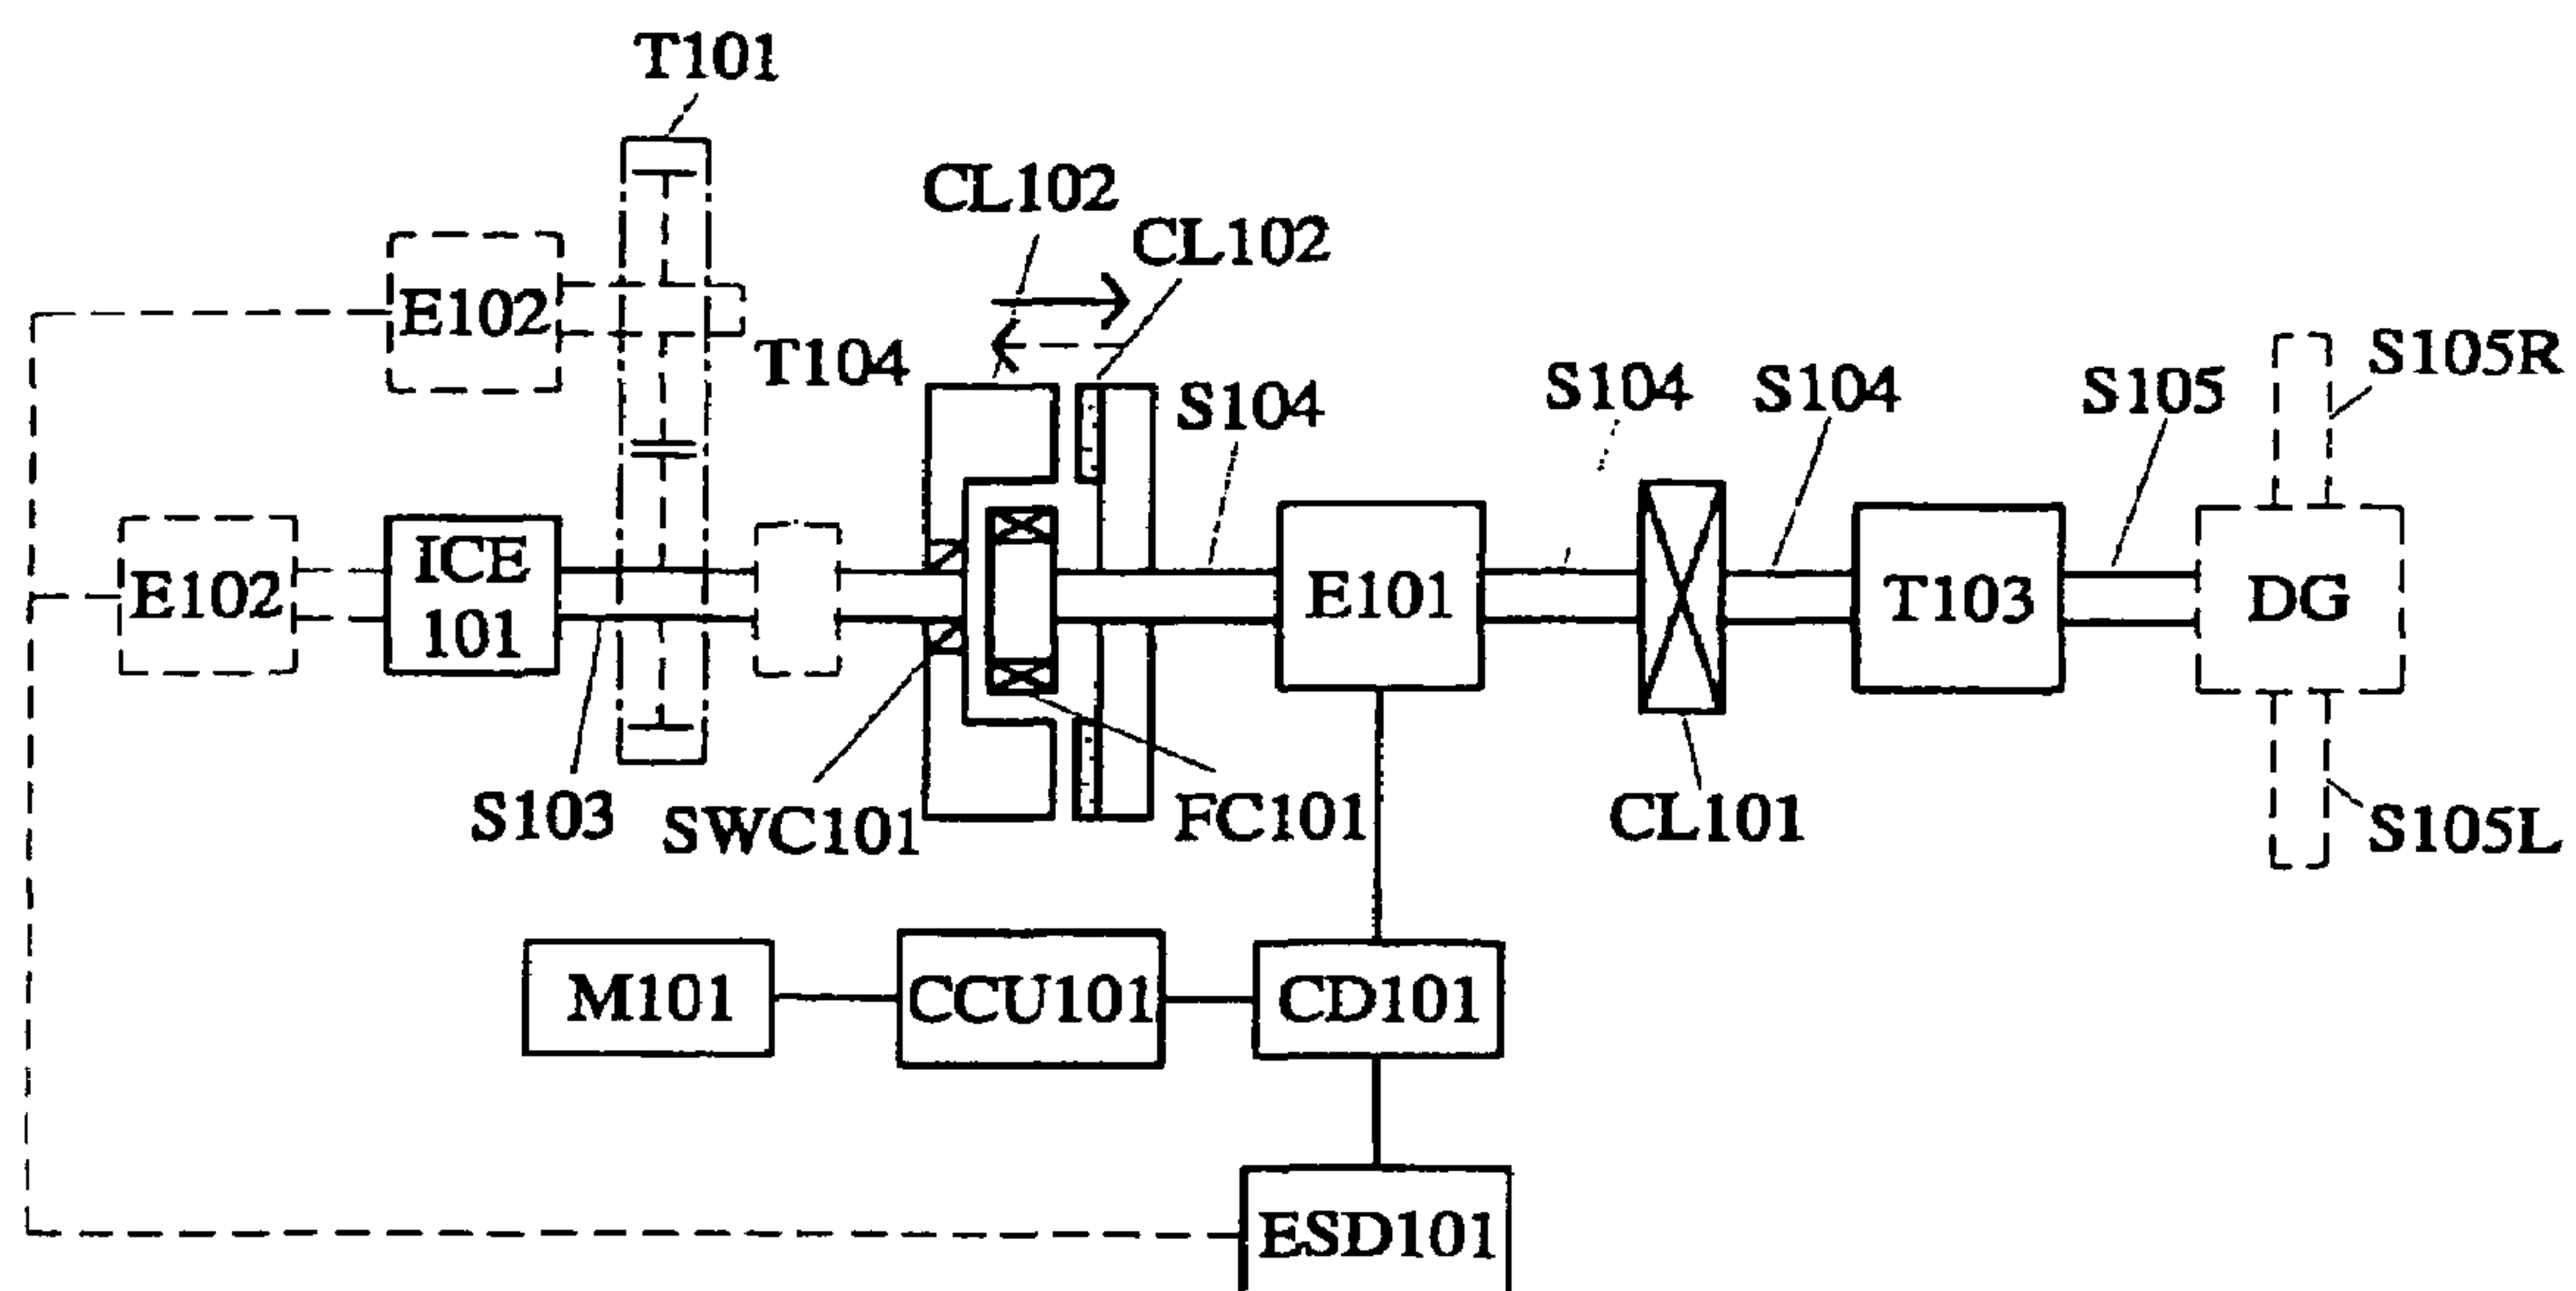 T101
CL102
CL102
E102
T104
S104
S104
S104
S105
S105R
E102
ICE
101
E101
T103
DG
S103
SWC101
FC101
CL101
S105L
M101
CCU101
CD101
ESD101